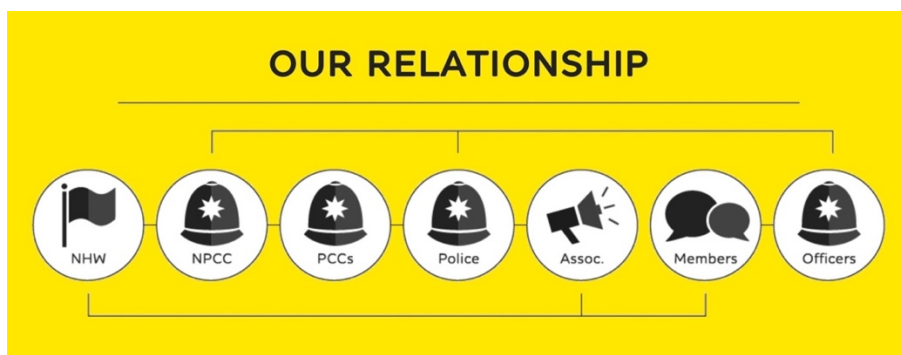 OUR RELATIONSHIP
NHW NPCC PCCs Police Assoc. Members Officers